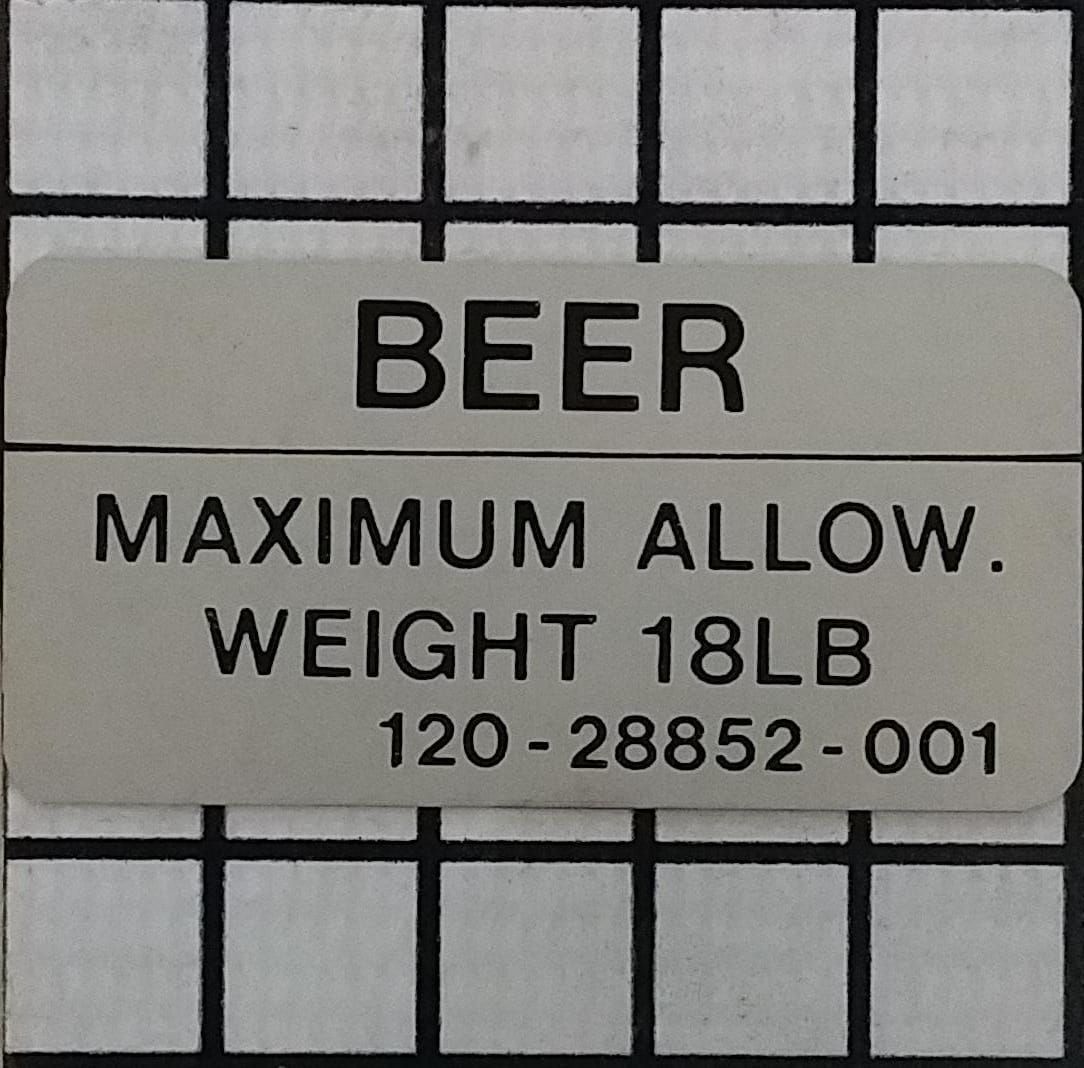 BEER
MAXIMUM ALLOW.
WEIGHT 18LB
120-28852-001